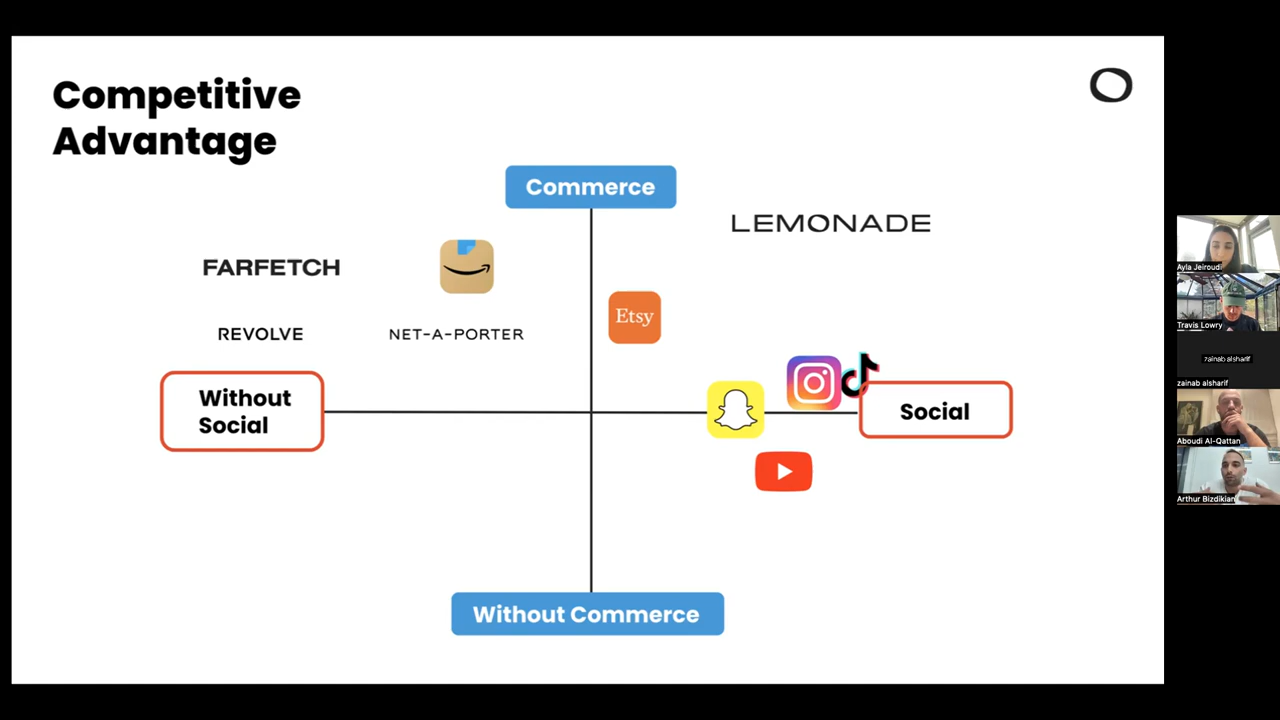 Competitive
Advantage
Commerce
LEMONADE
FARFETCH
Etsy
REVOLVE
NET-A-PORTER
Without
Social
Social
Without Commerce
Ayla Jeiroudi
Travis Lowry
zainab alsharif
zainab alsharif
Aboudi Al-Qattan
Arthur Bizdikian